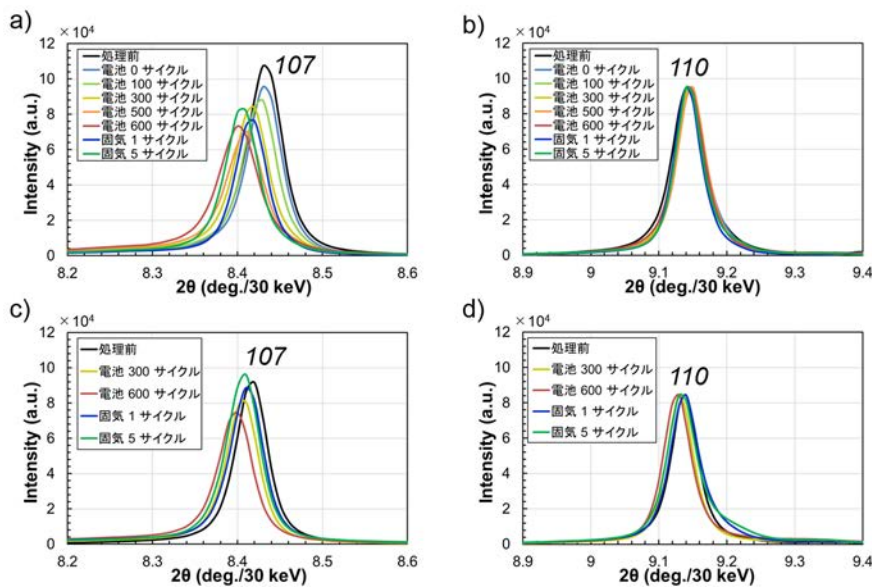 a)
×10⁴
107
処理前
電池 0 サイクル
電池 100 サイクル
電池 300 サイクル
電池 500 サイクル
電池 600 サイクル
固気 1 サイクル
固気 5 サイクル
Intensity (a.u.)
12
10
8
6
4
2
0
8.2 8.3 8.4 8.5 8.6
2θ (deg./30 keV)
b)
×10⁴
110
処理前
電池 0 サイクル
電池 100 サイクル
電池 300 サイクル
電池 500 サイクル
電池 600 サイクル
固気 1 サイクル
固気 5 サイクル
Intensity (a.u.)
12
10
8
6
4
2
0
8.9 9 9.1 9.2 9.3 9.4
2θ (deg./30 keV)
c)
×10⁴
107
処理前
電池 300 サイクル
電池 600 サイクル
固気 1 サイクル
固気 5 サイクル
Intensity (a.u.)
12
10
8
6
4
2
0
8.2 8.3 8.4 8.5 8.6
2θ (deg./30 keV)
d)
×10⁴
110
処理前
電池 300 サイクル
電池 600 サイクル
固気 1 サイクル
固気 5 サイクル
Intensity (a.u.)
12
10
8
6
4
2
0
8.9 9 9.1 9.2 9.3 9.4
2θ (deg./30 keV)